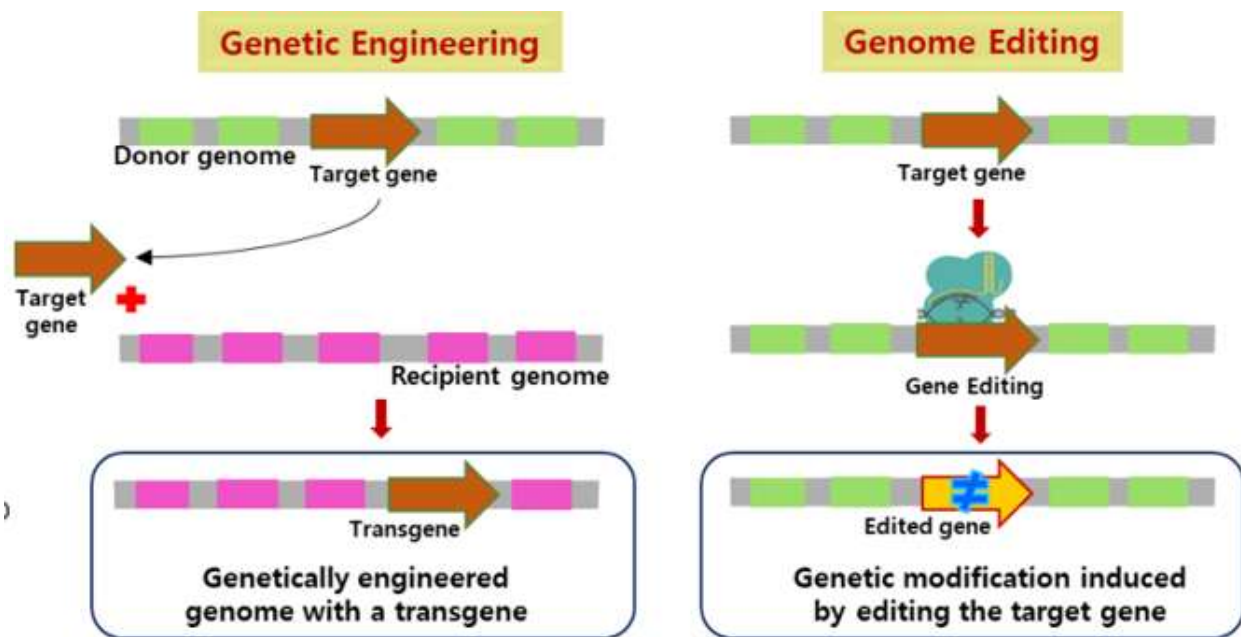 Genetic Engineering
Donor genome
Target gene
Target
gene
Recipient genome
Transgene
Genetically engineered
genome with a transgene
Genome Editing
Target gene
Gene Editing
≠
Edited gene
Genetic modification induced
by editing the target gene